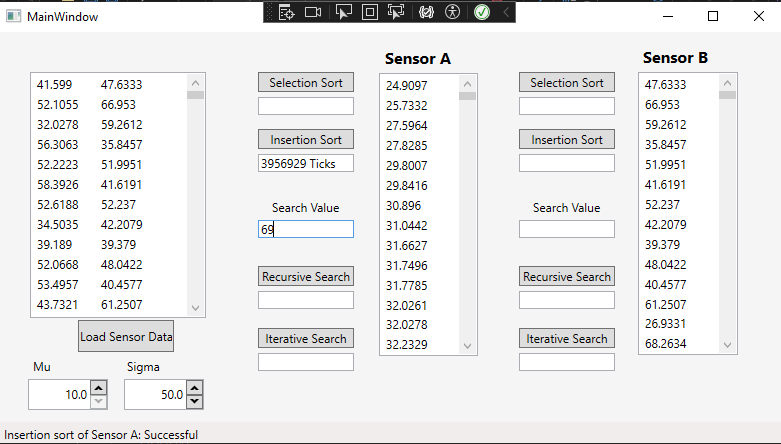 MainWindow
Sensor A
Sensor B
41.599 47.6333
52.1055 66.953
32.0278 59.2612
56.3063 35.8457
52.2223 51.9951
58.3926 41.6191
52.6188 52.237
34.5035 42.2079
39.189 39.379
52.0668 48.0422
53.4957 40.4577
43.7321 61.2507
Load Sensor Data
Mu Sigma
10.0 50.0
Selection Sort
Insertion Sort
3956929 Ticks
Search Value
69
Recursive Search
Iterative Search
24.9097
25.7332
27.5964
27.8285
29.8007
29.8416
30.896
31.0442
31.6627
31.7496
31.7785
32.0261
32.0278
32.2329
Selection Sort
Insertion Sort
Search Value
Recursive Search
Iterative Search
47.6333
66.953
59.2612
35.8457
51.9951
41.6191
52.237
42.2079
39.379
48.0422
40.4577
61.2507
26.9331
68.2634
Insertion sort of Sensor A: Successful